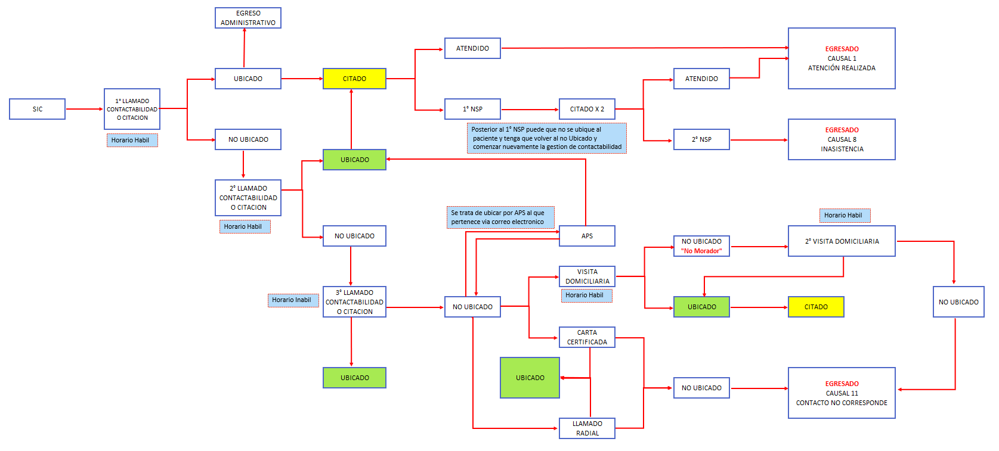 EGRESO
ADMINISTRATIVO
ATENDIDO
EGRESADO
CAUSAL 1
ATENCIÓN REALIZADA
UBICADO
CITADO
ATENDIDO
SIC
1° LLAMADO
CONTACTABILIDAD
O CITACION
Horario Habil
1° NSP
CITADO X 2
Posterior al 1° NSP puede que no se ubique al
paciente y tenga que volver al no Ubicado y
comenzar nuevamente la gestion de contactabilidad
NO UBICADO
2° NSP
EGRESADO
CAUSAL 8
INASISTENCIA
UBICADO
2° LLAMADO
CONTACTABILIDAD
O CITACION
Horario Habil
Se trata de ubicar por APS al que
pertenece via correo electronico
Horario Habil
NO UBICADO
APS
NO UBICADO
"No Morador"
2° VISITA DOMICILIARIA
VISITA
DOMICILIARIA
Horario Habil
Horario Inabil
3° LLAMADO
CONTACTABILIDAD
O CITACION
NO UBICADO
UBICADO
CITADO
NO UBICADO
CARTA
CERTIFICADA
UBICADO
UBICADO
NO UBICADO
EGRESADO
CAUSAL 11
CONTACTO NO CORRESPONDE
LLAMADO
RADIAL